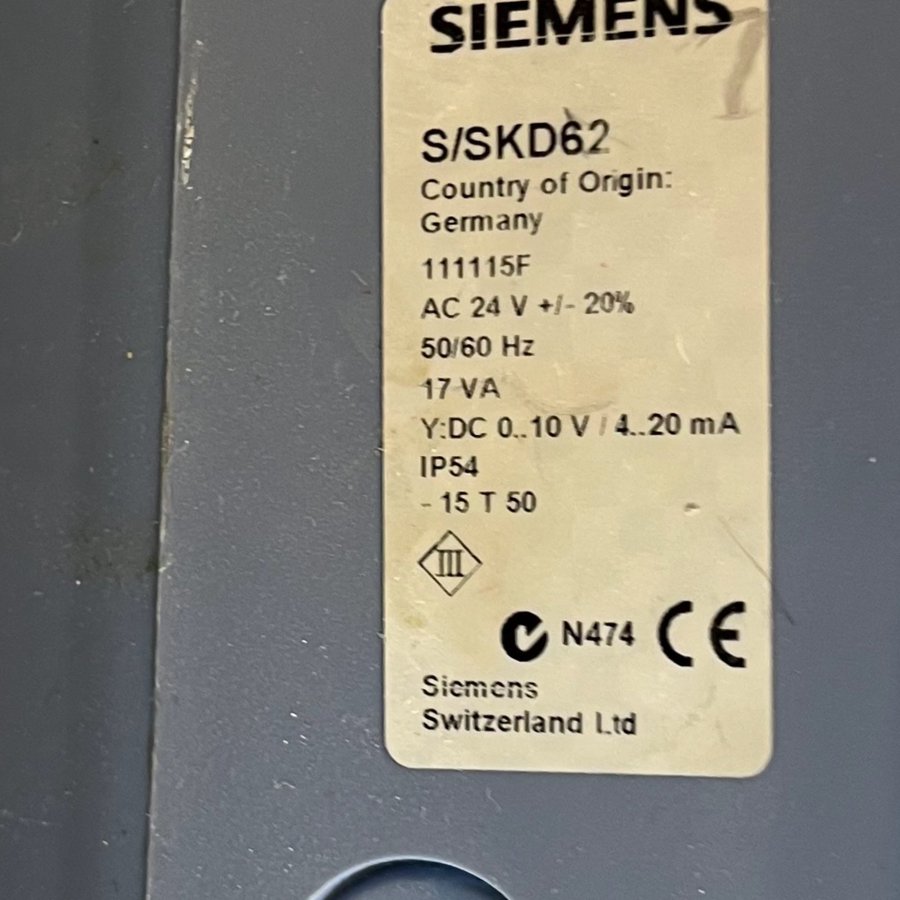 SIEMENS
S/SKD62
Country of Origin:
Germany
111115F
AC 24 V +/- 20%
50/60 Hz
17 VA
Y:DC 0..10 V / 4..20 mA
IP54
- 15 T 50
III
N474 CE
Siemens
Switzerland Ltd